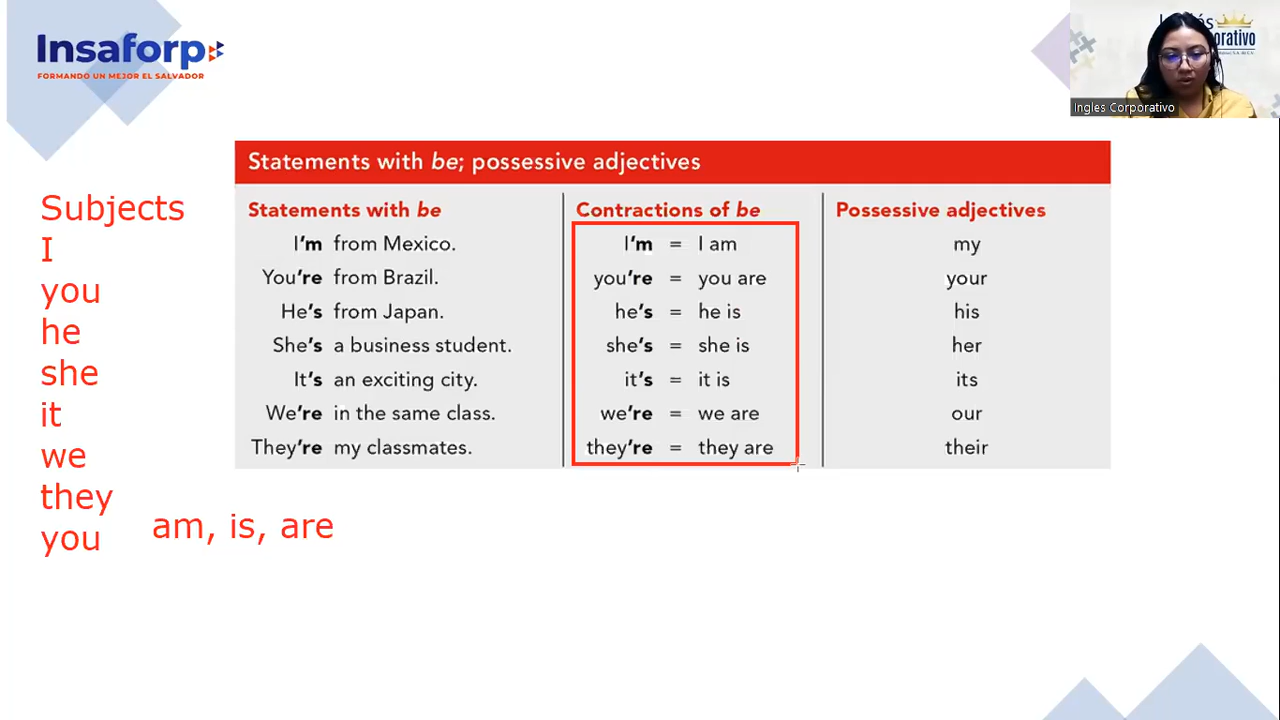 Insaforp
FORMANDO UN MEJOR EL SALVADOR
Ingles Corporativo
Statements with be; possessive adjectives
Subjects
I
you
he
she
it
we
they
you
am, is, are
Statements with be
I'm from Mexico.
You're from Brazil.
He's from Japan.
She's a business student.
It's an exciting city.
We're in the same class.
They're my classmates.
Contractions of be
I'm = I am
you're = you are
he's = he is
she's = she is
it's = it is
we're = we are
they're = they are
Possessive adjectives
my
your
his
her
its
our
their